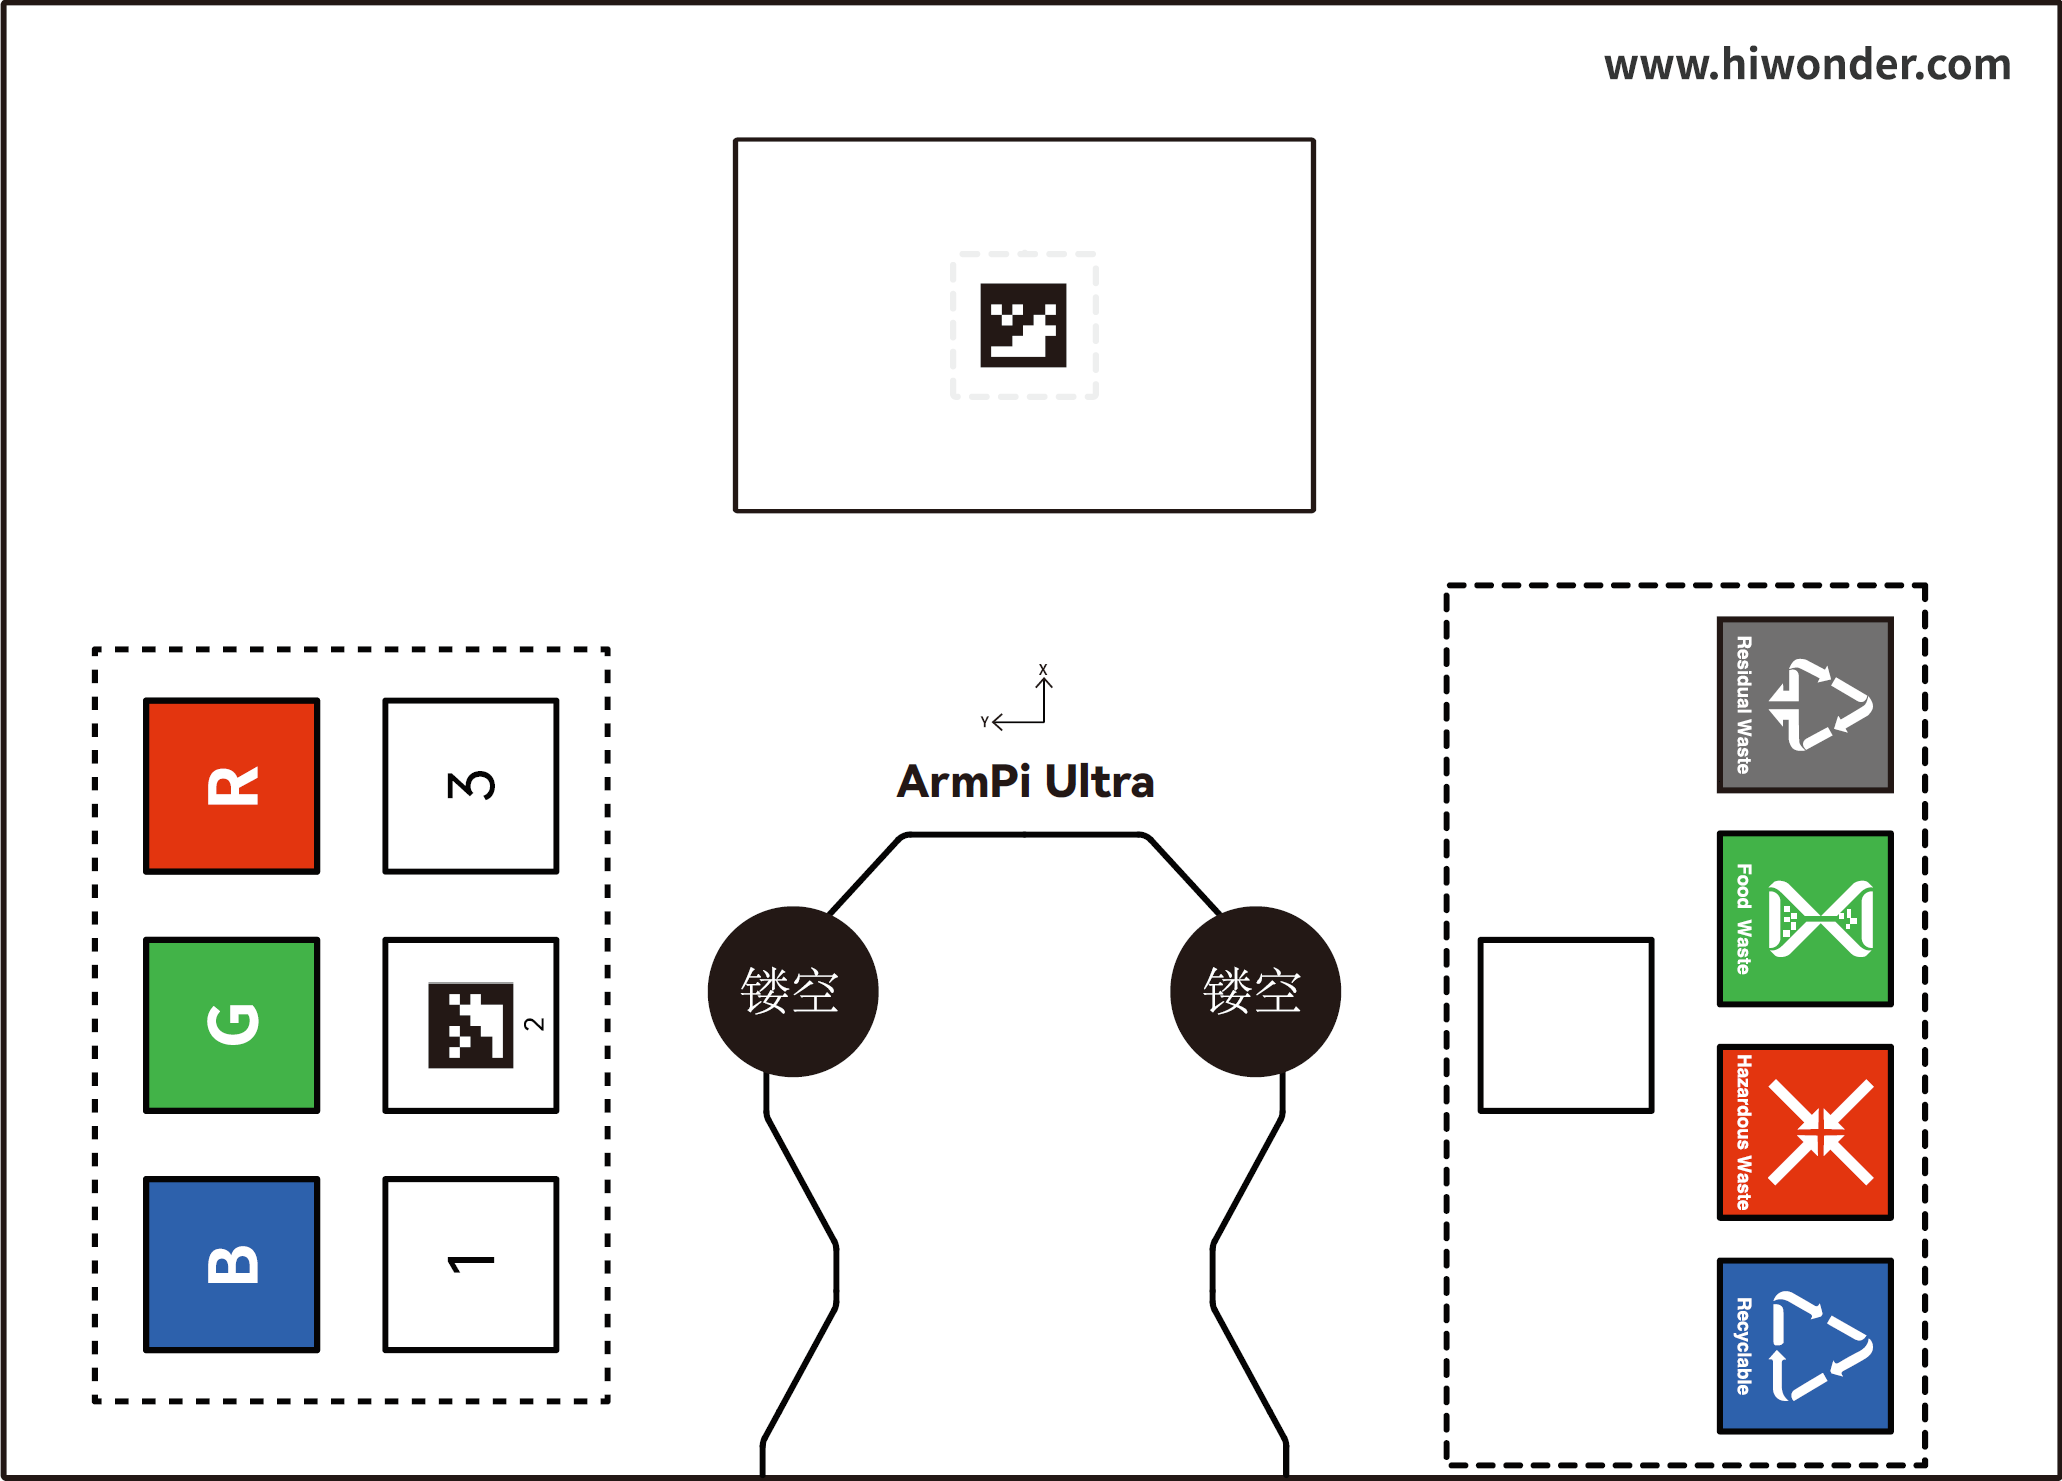 www.hiwonder.com
X
Y
ArmPi Ultra
R
3
G
2
B
1
镂空
镂空
Residual Waste
Food Waste
Hazardous Waste
Recyclable